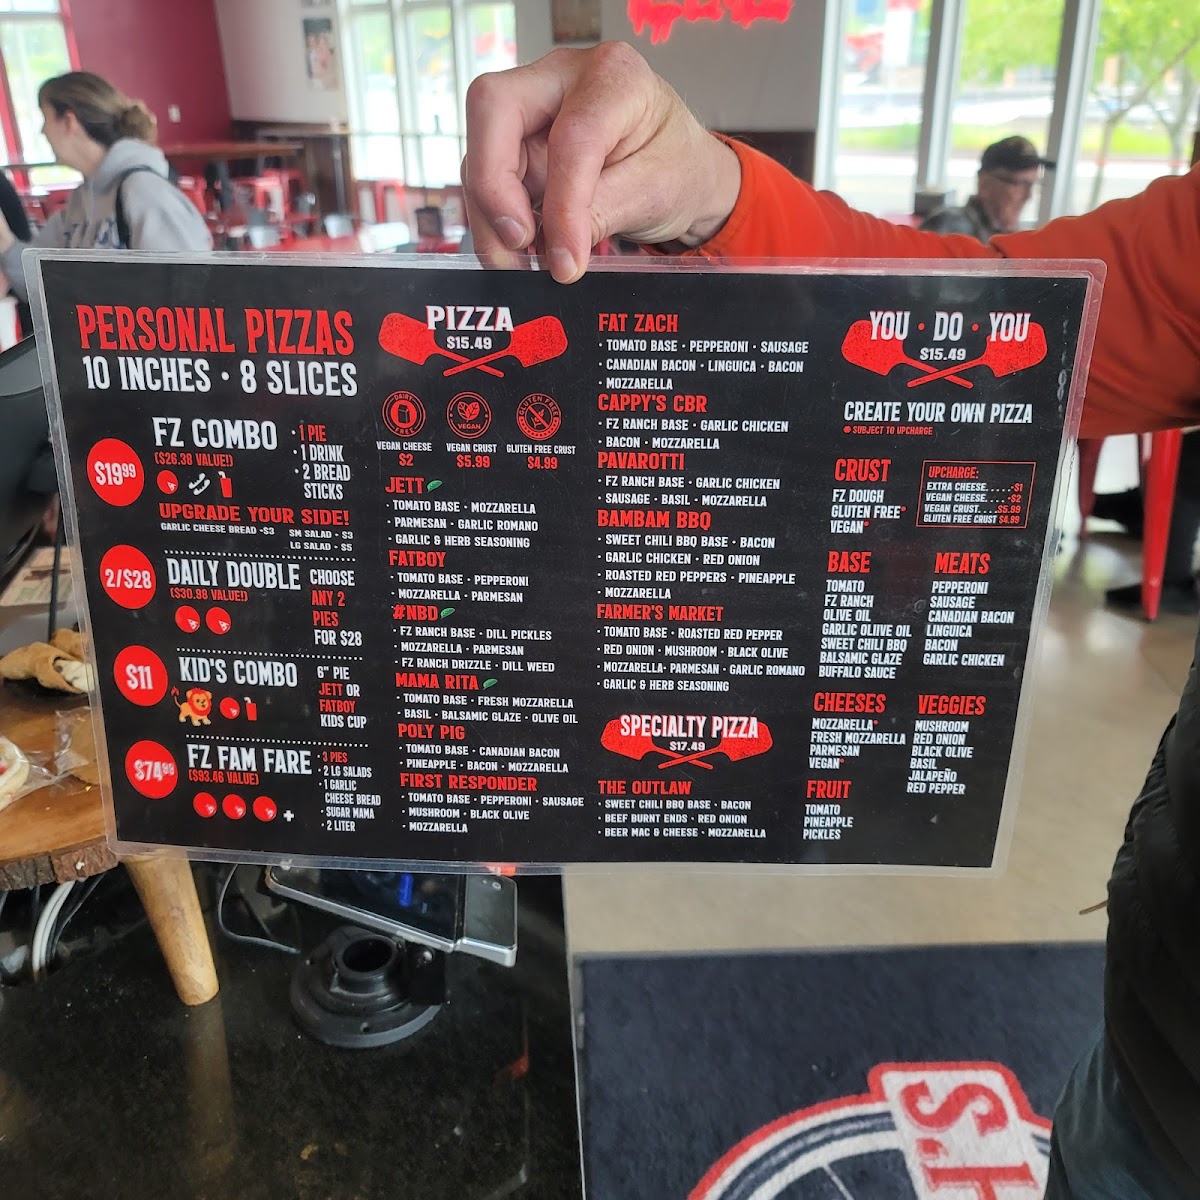 PERSONAL PIZZAS
10 INCHES · 8 SLICES
$19⁹⁹
FZ COMBO
($26.38 VALUE!)
· 1 PIE
· 1 DRINK
· 2 BREAD
STICKS
UPGRADE YOUR SIDE!
GARLIC CHEESE BREAD -$3
SM SALAD - $3
LG SALAD - $5
2/$28
DAILY DOUBLE
($30.98 VALUE!)
CHOOSE
ANY 2
PIES
FOR $28
$11
KID'S COMBO
6" PIE
JETT OR
FATBOY
KIDS CUP
$74⁹⁹
FZ FAM FARE
($93.46 VALUE)
· 3 PIES
· 2 LG SALADS
· 1 GARLIC
CHEESE BREAD
· SUGAR MAMA
· 2 LITER
PIZZA
$15.49
DAIRY FREE
VEGAN
GLUTEN FREE
VEGAN CHEESE
$2
VEGAN CRUST
$5.99
GLUTEN FREE CRUST
$4.99
JETT
· TOMATO BASE · MOZZARELLA
· PARMESAN · GARLIC ROMANO
· GARLIC & HERB SEASONING
FATBOY
· TOMATO BASE · PEPPERONI
· MOZZARELLA · PARMESAN
#NBD
· FZ RANCH BASE · DILL PICKLES
· MOZZARELLA · PARMESAN
· FZ RANCH DRIZZLE · DILL WEED
MAMA RITA
· TOMATO BASE · FRESH MOZZARELLA
· BASIL · BALSAMIC GLAZE · OLIVE OIL
POLY PIG
· TOMATO BASE · CANADIAN BACON
· PINEAPPLE · BACON · MOZZARELLA
FIRST RESPONDER
· TOMATO BASE · PEPPERONI · SAUSAGE
· MUSHROOM · BLACK OLIVE
· MOZZARELLA
FAT ZACH
· TOMATO BASE · PEPPERONI · SAUSAGE
· CANADIAN BACON · LINGUICA · BACON
· MOZZARELLA
CAPPY'S CBR
· FZ RANCH BASE · GARLIC CHICKEN
· BACON · MOZZARELLA
PAVAROTTI
· FZ RANCH BASE · GARLIC CHICKEN
· SAUSAGE · BASIL · MOZZARELLA
BAMBAM BBQ
· SWEET CHILI BBQ BASE · BACON
· GARLIC CHICKEN · RED ONION
· ROASTED RED PEPPERS · PINEAPPLE
· MOZZARELLA
FARMER'S MARKET
· TOMATO BASE · ROASTED RED PEPPER
· RED ONION · MUSHROOM · BLACK OLIVE
· MOZZARELLA · PARMESAN · GARLIC ROMANO
· GARLIC & HERB SEASONING
SPECIALTY PIZZA
$17.49
THE OUTLAW
· SWEET CHILI BBQ BASE · BACON
· BEEF BURNT ENDS · RED ONION
· BEER MAC & CHEESE · MOZZARELLA
YOU · DO · YOU
$15.49
CREATE YOUR OWN PIZZA
SUBJECT TO UPCHARGE
CRUST
FZ DOUGH
GLUTEN FREE*
VEGAN*
UPCHARGE:
EXTRA CHEESE......-$1
VEGAN CHEESE.....-$2
VEGAN CRUST.....$5.99
GLUTEN FREE CRUST $4.99
BASE
TOMATO
FZ RANCH
OLIVE OIL
GARLIC OLIIVE OIL
SWEET CHILI BBQ
BALSAMIC GLAZE
BUFFALO SAUCE
MEATS
PEPPERONI
SAUSAGE
CANADIAN BACON
LINGUICA
BACON
GARLIC CHICKEN
CHEESES
MOZZARELLA*
FRESH MOZZARELLA
PARMESAN
VEGAN*
VEGGIES
MUSHROOM
RED ONION
BLACK OLIVE
BASIL
JALAPEÑO
RED PEPPER
FRUIT
TOMATO
PINEAPPLE
PICKLES